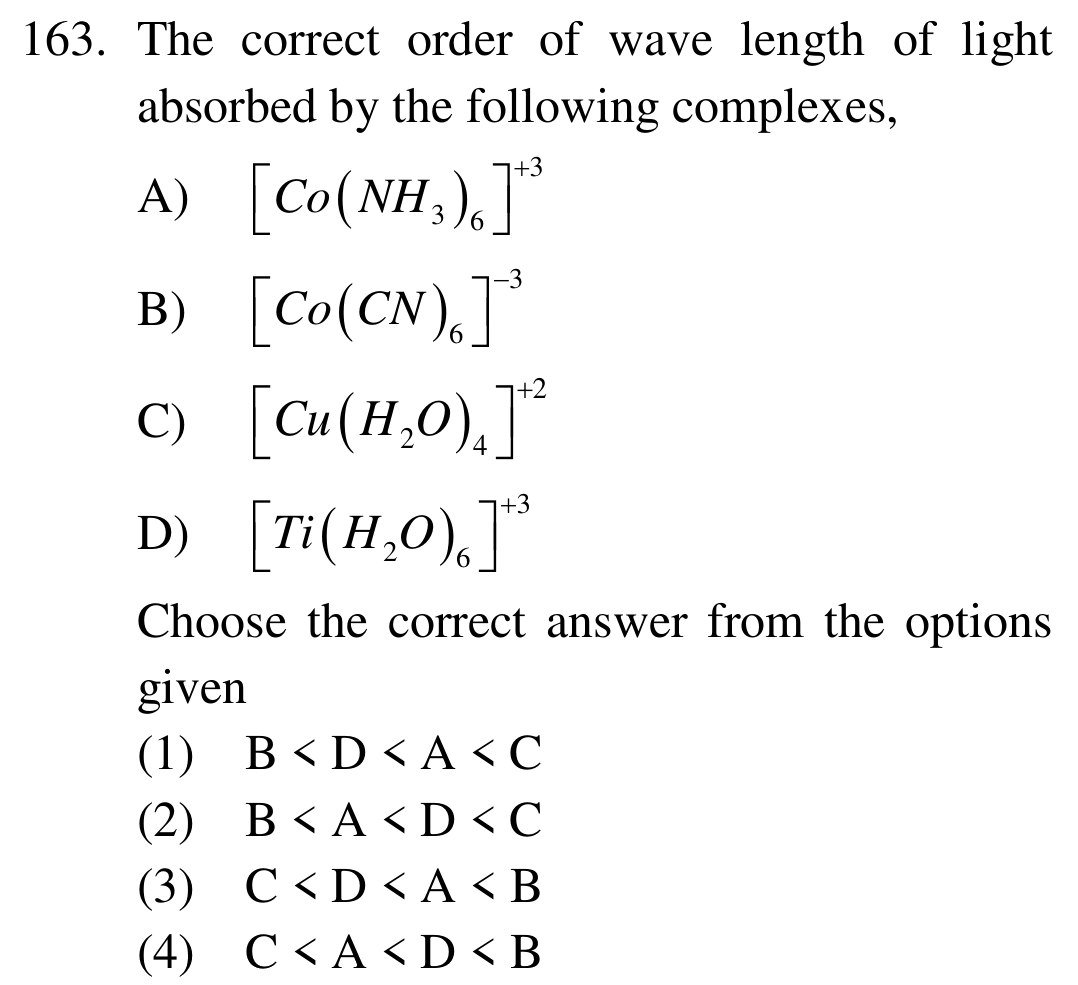 163. The correct order of wave length of light
absorbed by the following complexes,
A) [Co(NH₃)₆]⁺³
B) [Co(CN)₆]⁻³
C) [Cu(H₂O)₄]⁺²
D) [Ti(H₂O)₆]⁺³
Choose the correct answer from the options
given
(1) B < D < A < C
(2) B < A < D < C
(3) C < D < A < B
(4) C < A < D < B